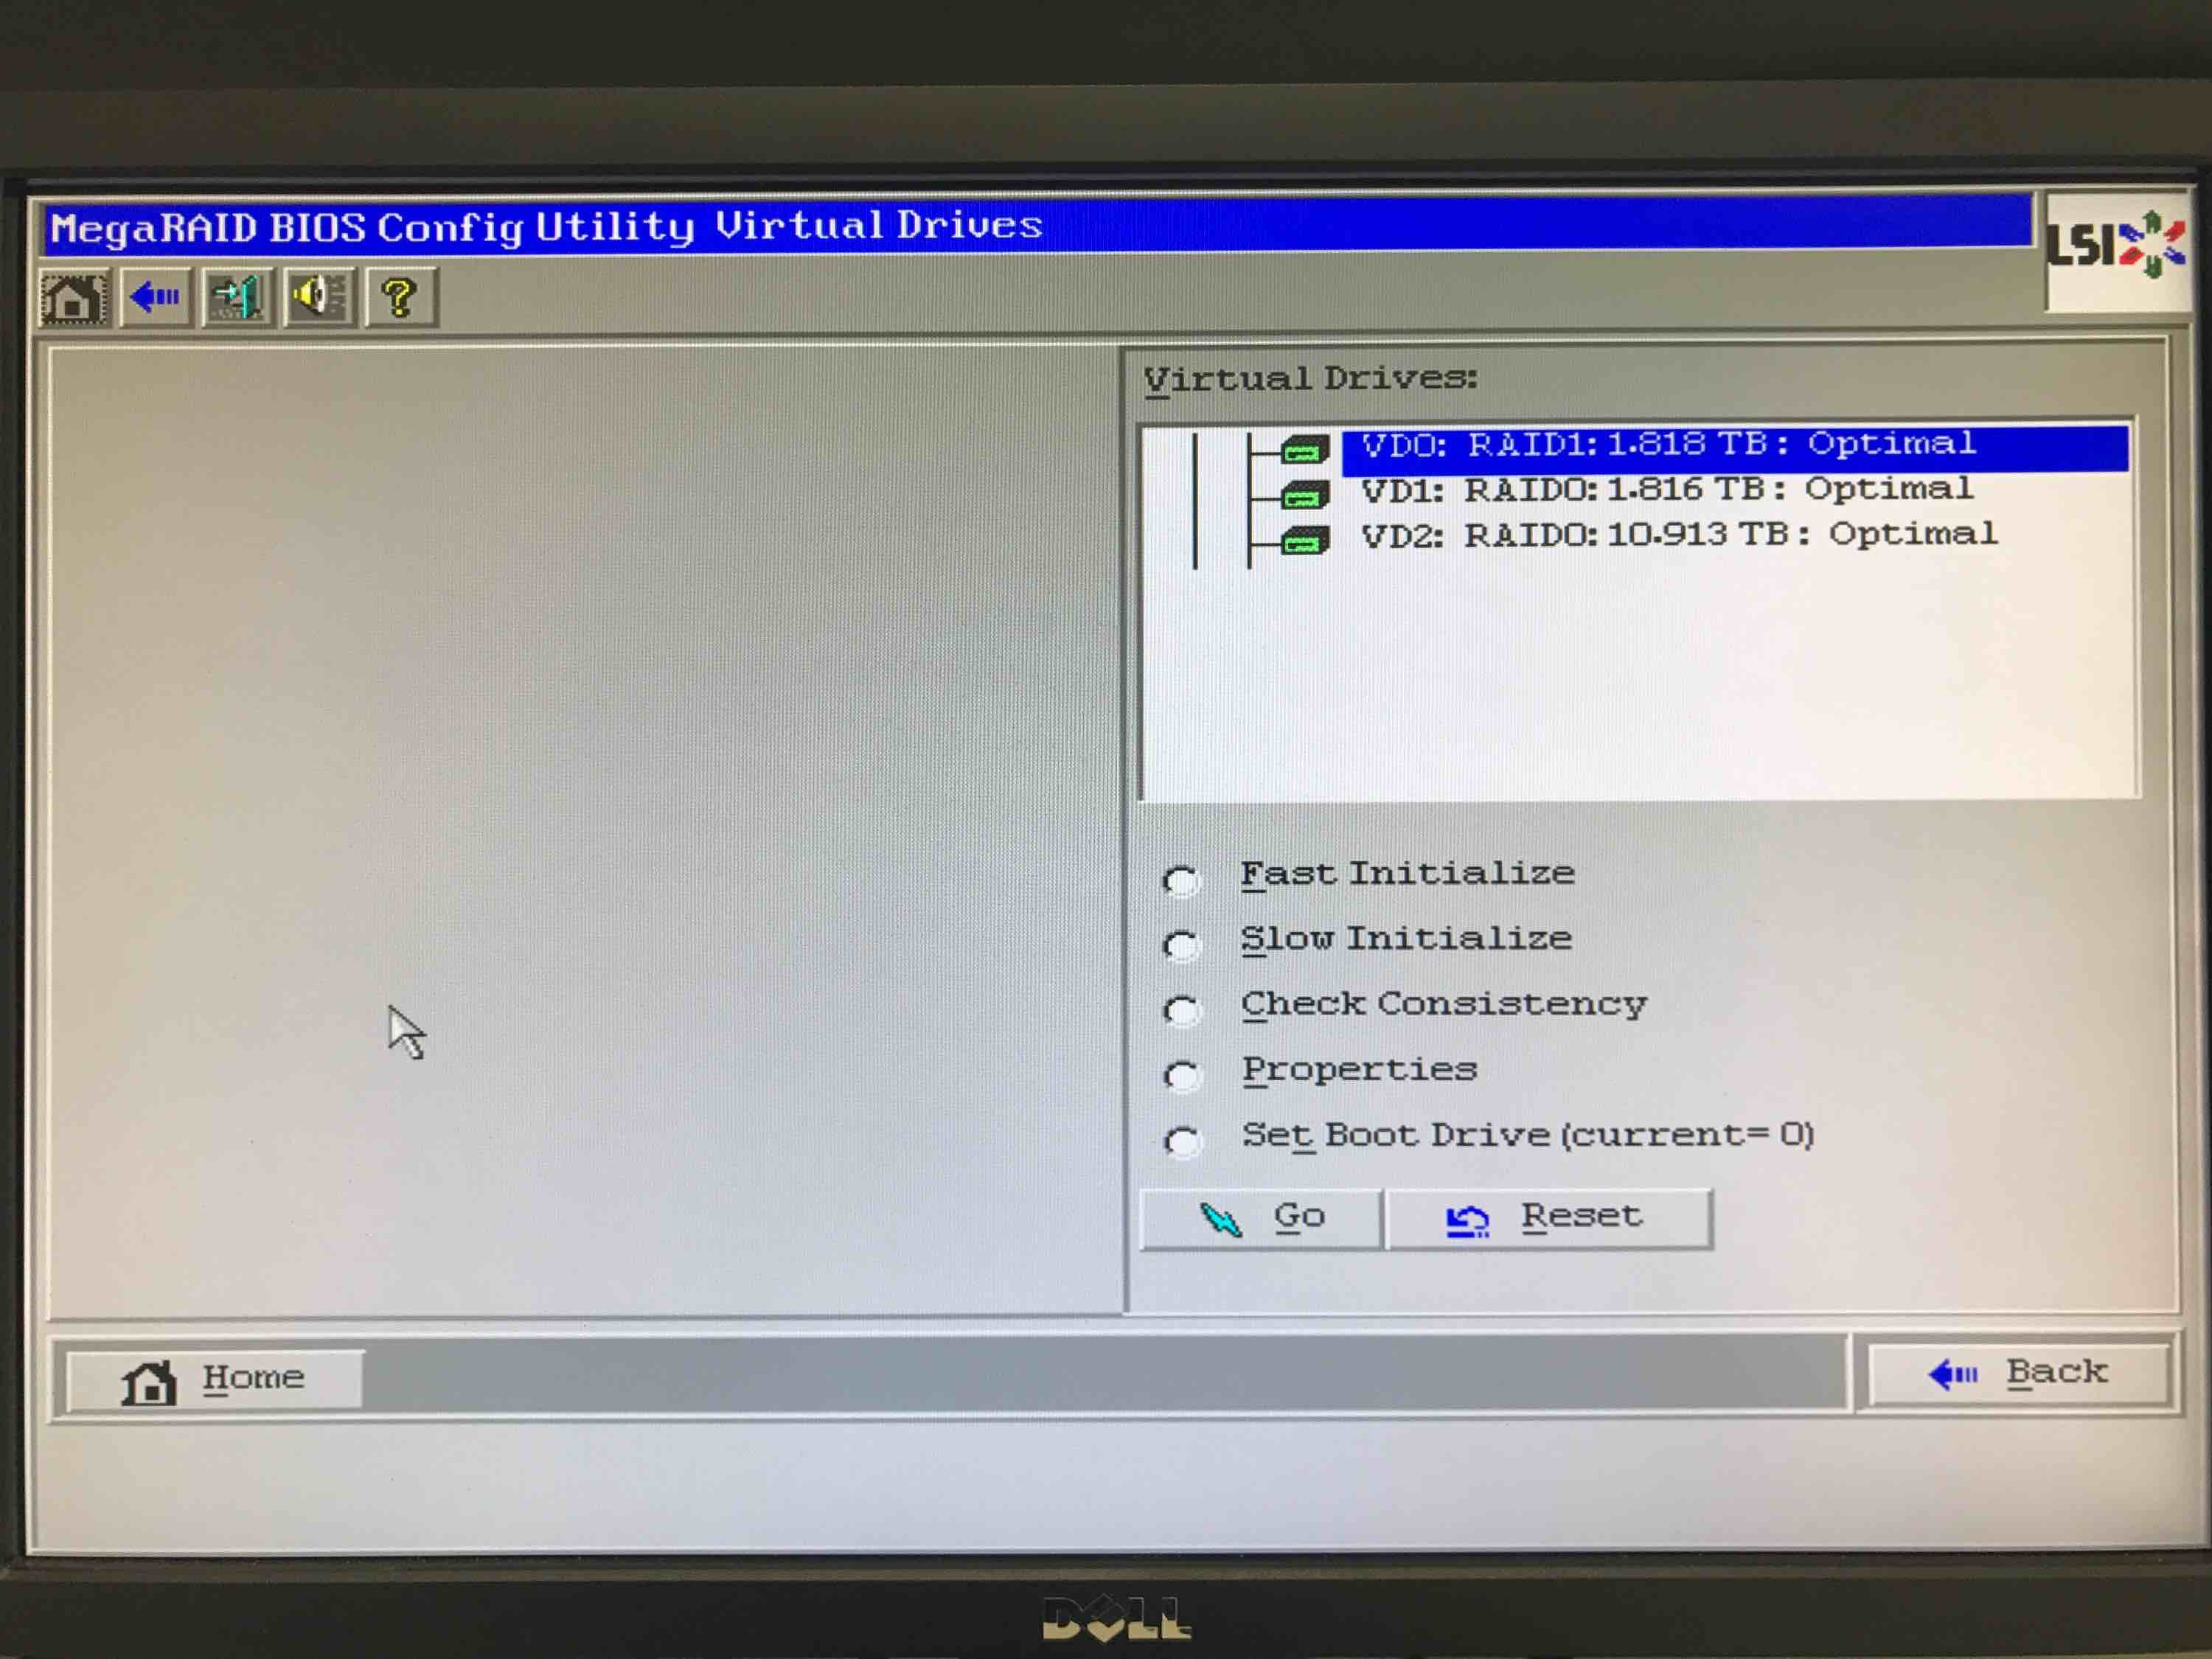 MegaRAID BIOS Config Utility Virtual Drives
LSI
Virtual Drives:
VD0: RAID1: 1.818 TB: Optimal
VD1: RAID0: 1.816 TB: Optimal
VD2: RAID0: 10.913 TB: Optimal
Fast Initialize
Slow Initialize
Check Consistency
Properties
Set Boot Drive (current= 0)
Go
Reset
Home
Back
DELL